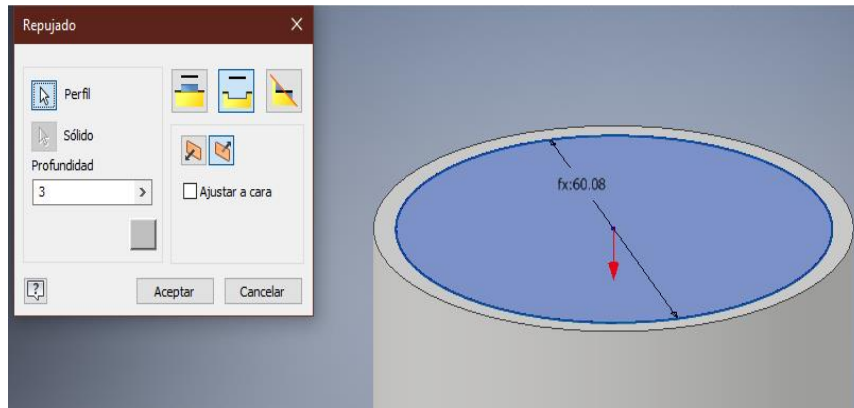 Repujado
Perfil
Sólido
Profundidad
3
Ajustar a cara
Aceptar
Cancelar
fx:60.08